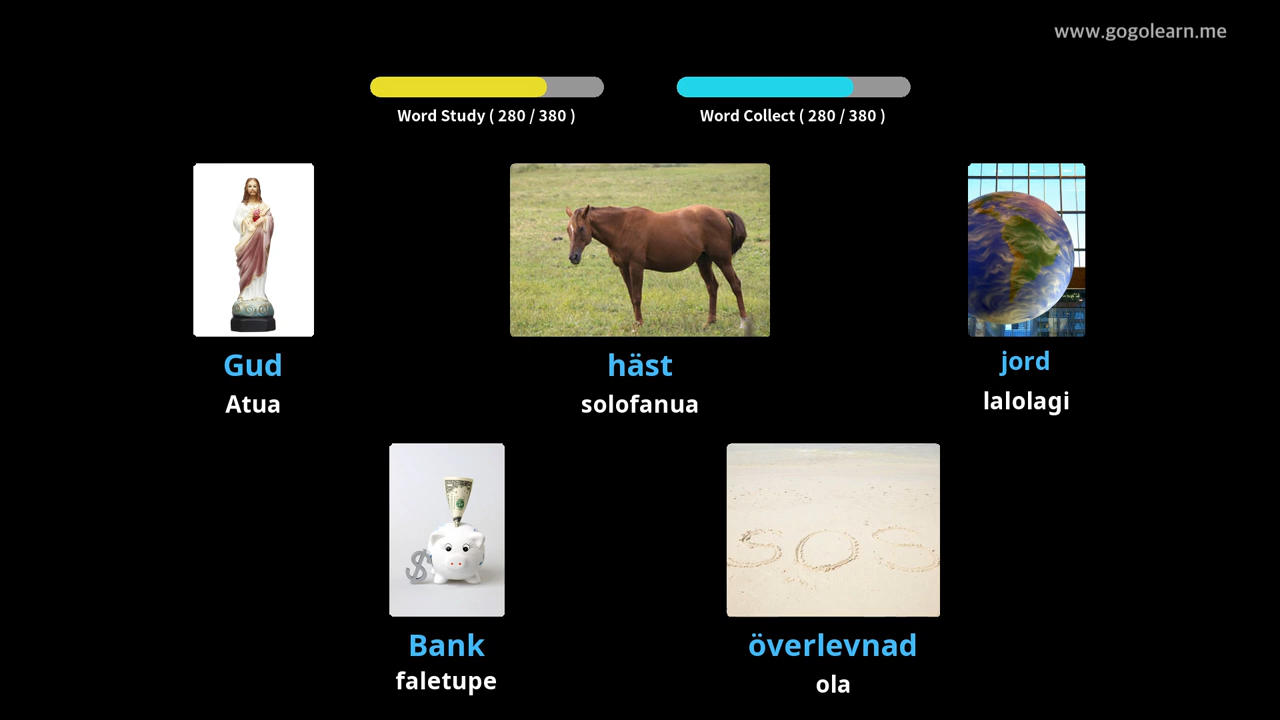 www.gogolearn.me
Word Study ( 280 / 380 )
Word Collect ( 280 / 380 )
Gud
Atua
häst
solofanua
jord
lalolagi
$
SOS
Bank
faletupe
överlevnad
ola